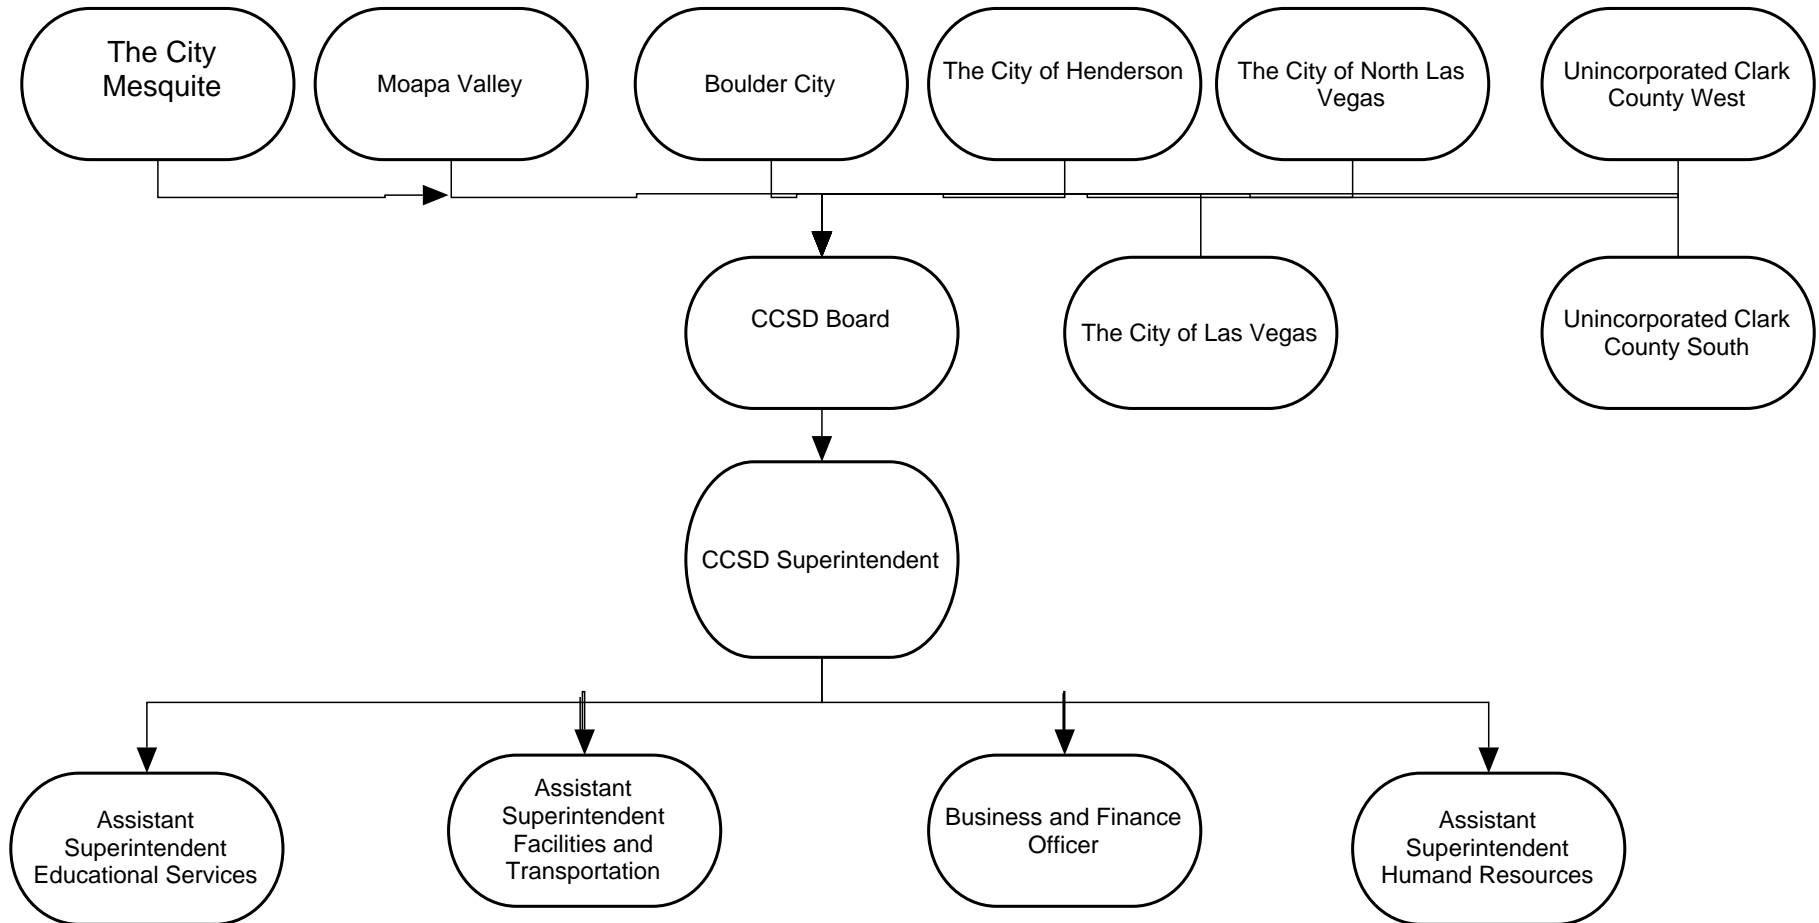 The City
Mesquite
Moapa Valley
Boulder City
The City of Henderson
The City of North Las
Vegas
Unincorporated Clark
County West
CCSD Board
The City of Las Vegas
Unincorporated Clark
County South
CCSD Superintendent
Assistant
Superintendent
Educational Services
Assistant
Superintendent
Facilities and
Transportation
Business and Finance
Officer
Assistant
Superintendent
Humand Resources